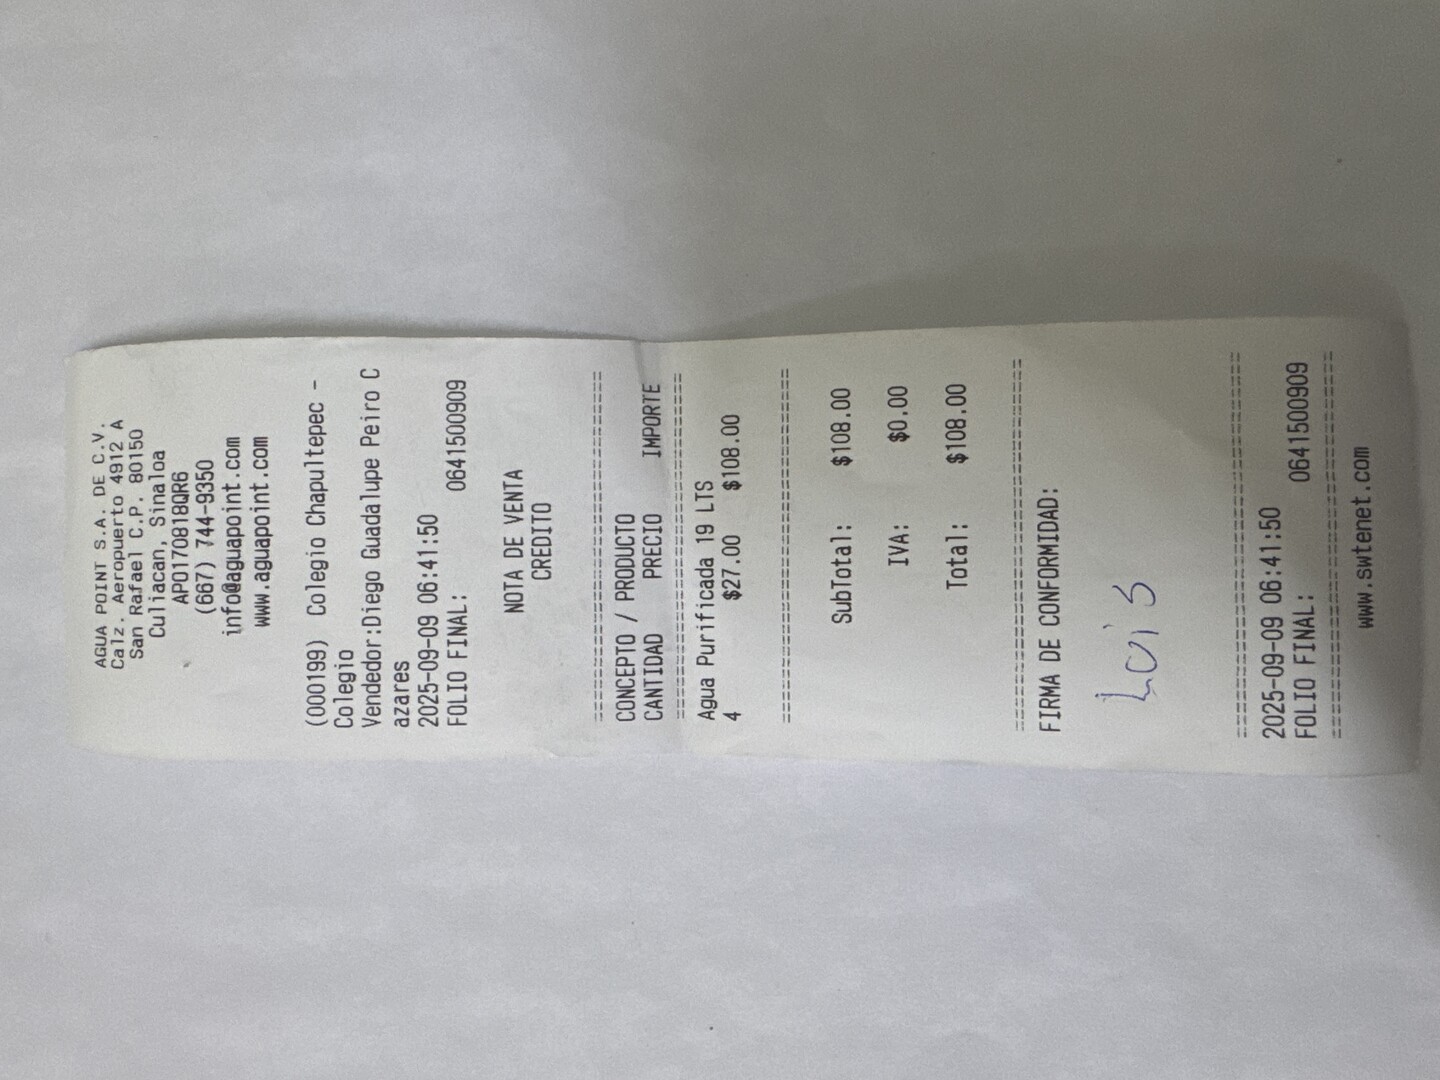 AGUA POINT S.A. DE C.V.
Calz. Aeropuerto 4912 A
San Rafael C.P. 80150
Culiacan, Sinaloa
APO170818QR6
(667) 744-9350
info@aguapoint.com
www.aguapoint.com
(000199) Colegio Chapultepec -
Colegio
Vendedor:Diego Guadalupe Peiro C
azares
2025-09-09 06:41:50
FOLIO FINAL: 0641500909
NOTA DE VENTA
CREDITO
================================
CONCEPTO / PRODUCTO
CANTIDAD PRECIO IMPORTE
================================
Agua Purificada 19 LTS
4 $27.00 $108.00
================================
SubTotal: $108.00
IVA: $0.00
Total: $108.00
================================
FIRMA DE CONFORMIDAD:
Luis
================================
2025-09-09 06:41:50
FOLIO FINAL: 0641500909
================================
www.swtenet.com